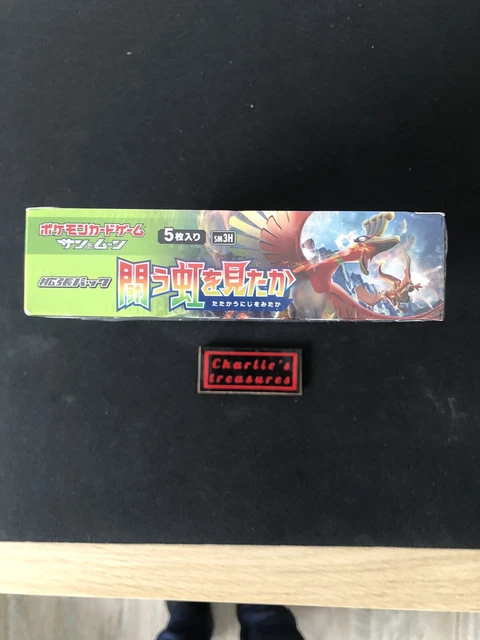 ポケモンカードゲーム
サン&ムーン
5枚入り
SM3H
拡張パック
闘う虹を見たか
たたかうにじをみたか
Charlie's
treasures